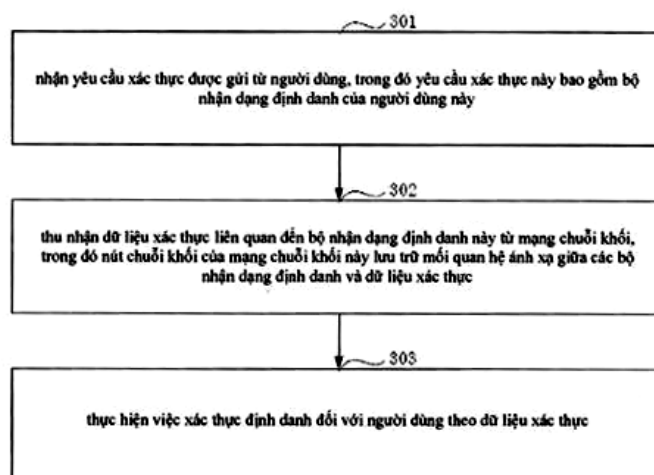 301
nhận yêu cầu xác thực được gửi từ người dùng, trong đó yêu cầu xác thực này bao gồm bộ
nhận dạng định danh của người dùng này
302
thu nhận dữ liệu xác thực liên quan đến bộ nhận dạng định danh này từ mạng chuỗi khối,
trong đó nút chuỗi khối của mạng chuỗi khối này lưu trữ mối quan hệ ánh xạ giữa các bộ
nhận dạng định danh và dữ liệu xác thực
303
thực hiện việc xác thực định danh đối với người dùng theo dữ liệu xác thực